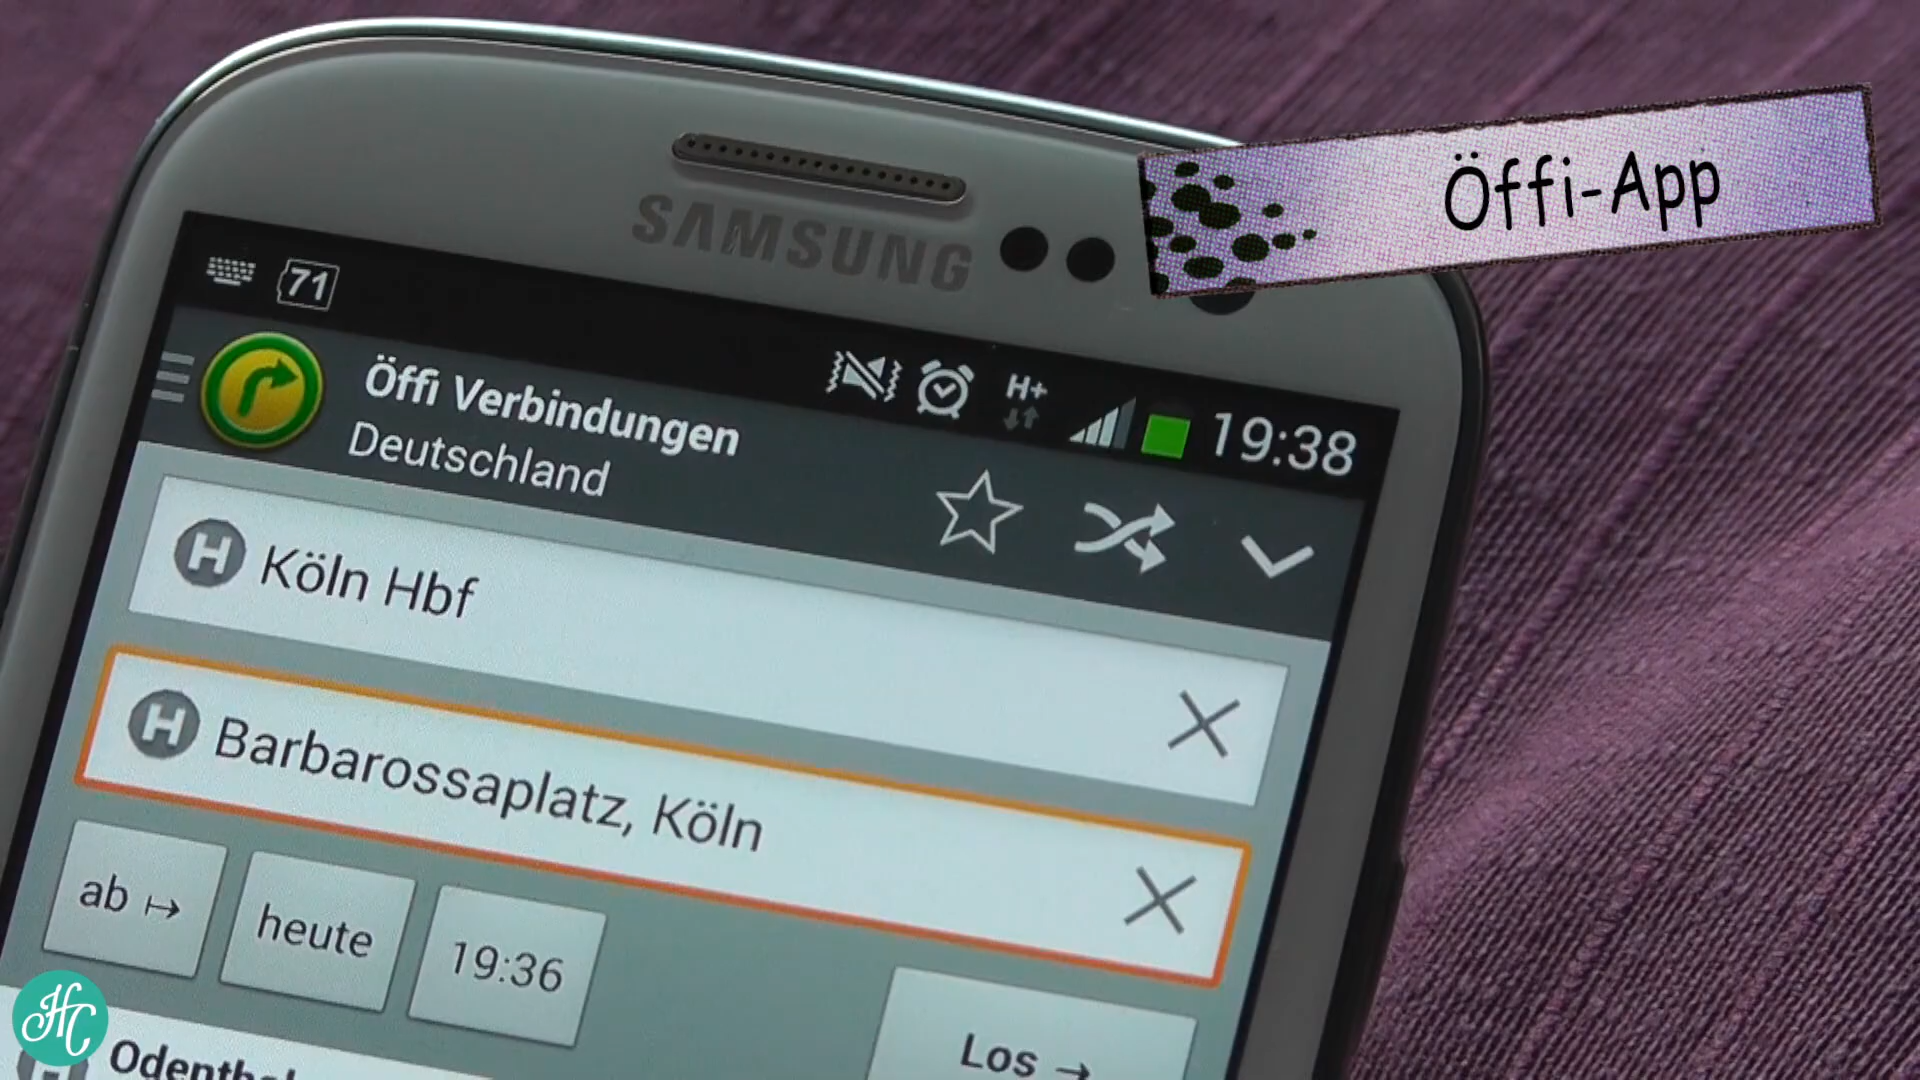 Öffi-App
SAMSUNG
71
H+
19:38
Öffi Verbindungen
Deutschland
H Köln Hbf
H Barbarossaplatz, Köln
ab ↦
heute
19:36
Los →
HC